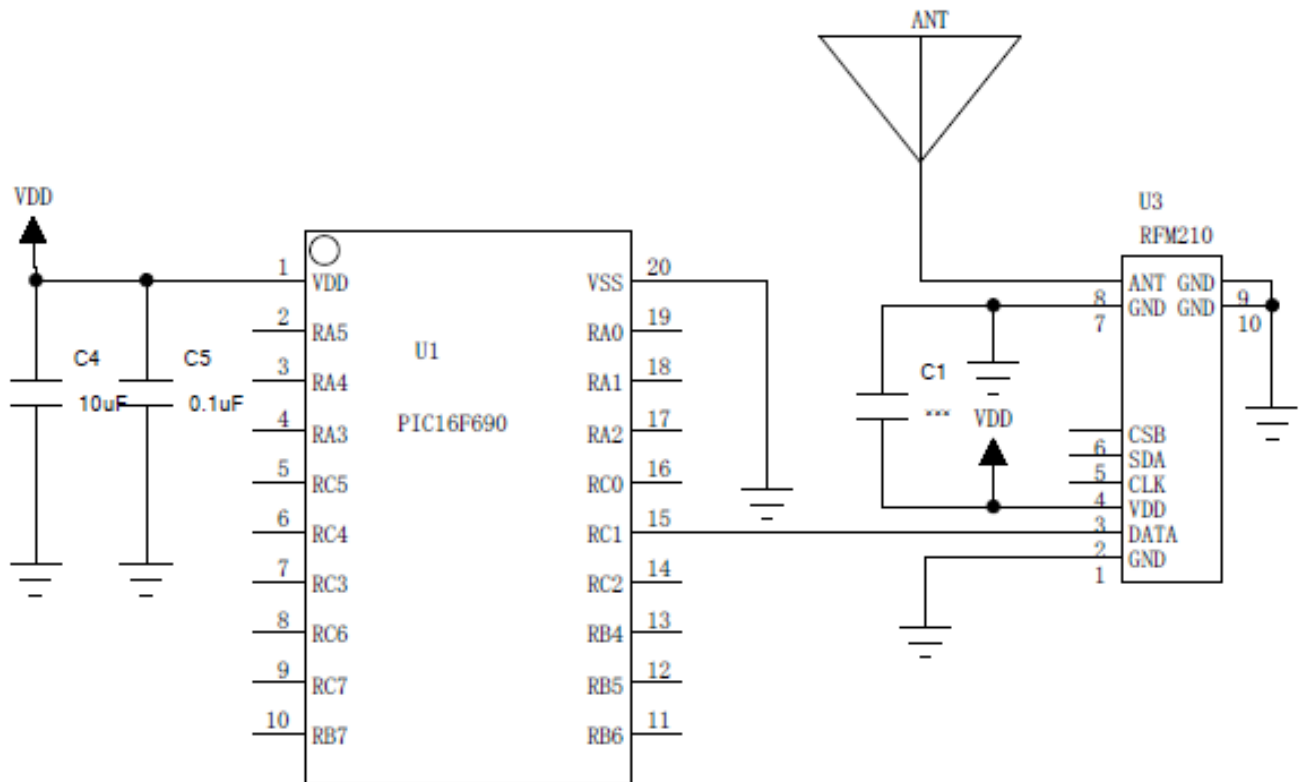 ANT
VDD
U3
RFM210
1
VDD
2
RA5
3
RA4
4
RA3
5
RC5
6
RC4
7
RC3
8
RC6
9
RC7
10
RB7
C4
10uF
C5
0.1uF
U1
PIC16F690
VSS
20
RA0
19
RA1
18
RA2
17
RC0
16
RC1
15
RC2
14
RB4
13
RB5
12
RB6
11
C1
***
VDD
ANT GND
8
9
GND GND
7
10
CSB
6
SDA
5
CLK
4
VDD
3
DATA
2
GND
1